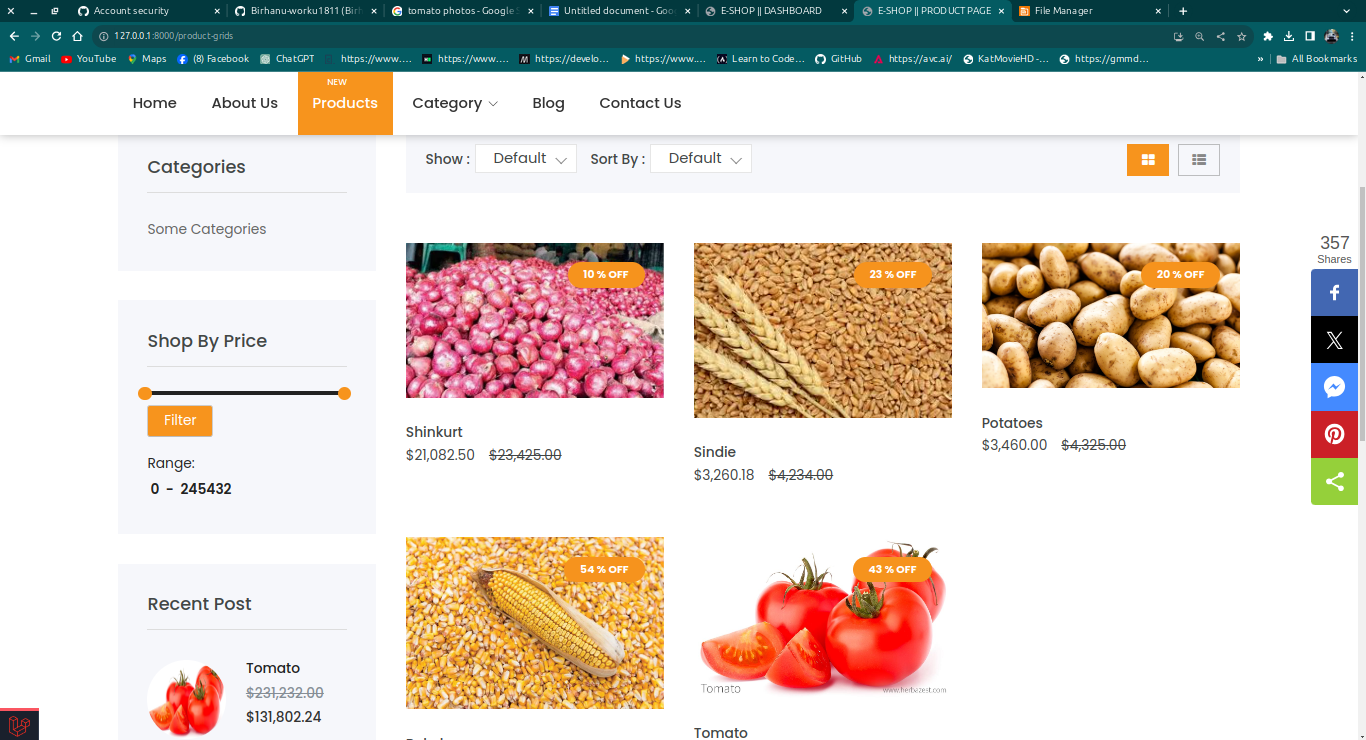 Account security
Birhanu-worku1811 (Birh
tomato photos - Google S
Untitled document - Goo
E-SHOP || DASHBOARD
E-SHOP || PRODUCT PAGE
File Manager
127.0.0.1:8000/product-grids
Gmail
YouTube
Maps
(8) Facebook
ChatGPT
https://www....
https://www....
https://develo...
https://www....
Learn to Code...
GitHub
https://avc.ai/
KatMovieHD -...
https://gmmd...
»
All Bookmarks
Home
About Us
NEW
Products
Category
Blog
Contact Us
Categories
Some Categories
Shop By Price
Filter
Range:
0 - 245432
Recent Post
Tomato
$231,232.00
$131,802.24
Show :
Default
Sort By :
Default
10 % OFF
Shinkurt
$21,082.50 $23,425.00
23 % OFF
Sindie
$3,260.18 $4,234.00
20 % OFF
Potatoes
$3,460.00 $4,325.00
54 % OFF
43 % OFF
Tomato
www.herbazest.com
Tomato
357
Shares